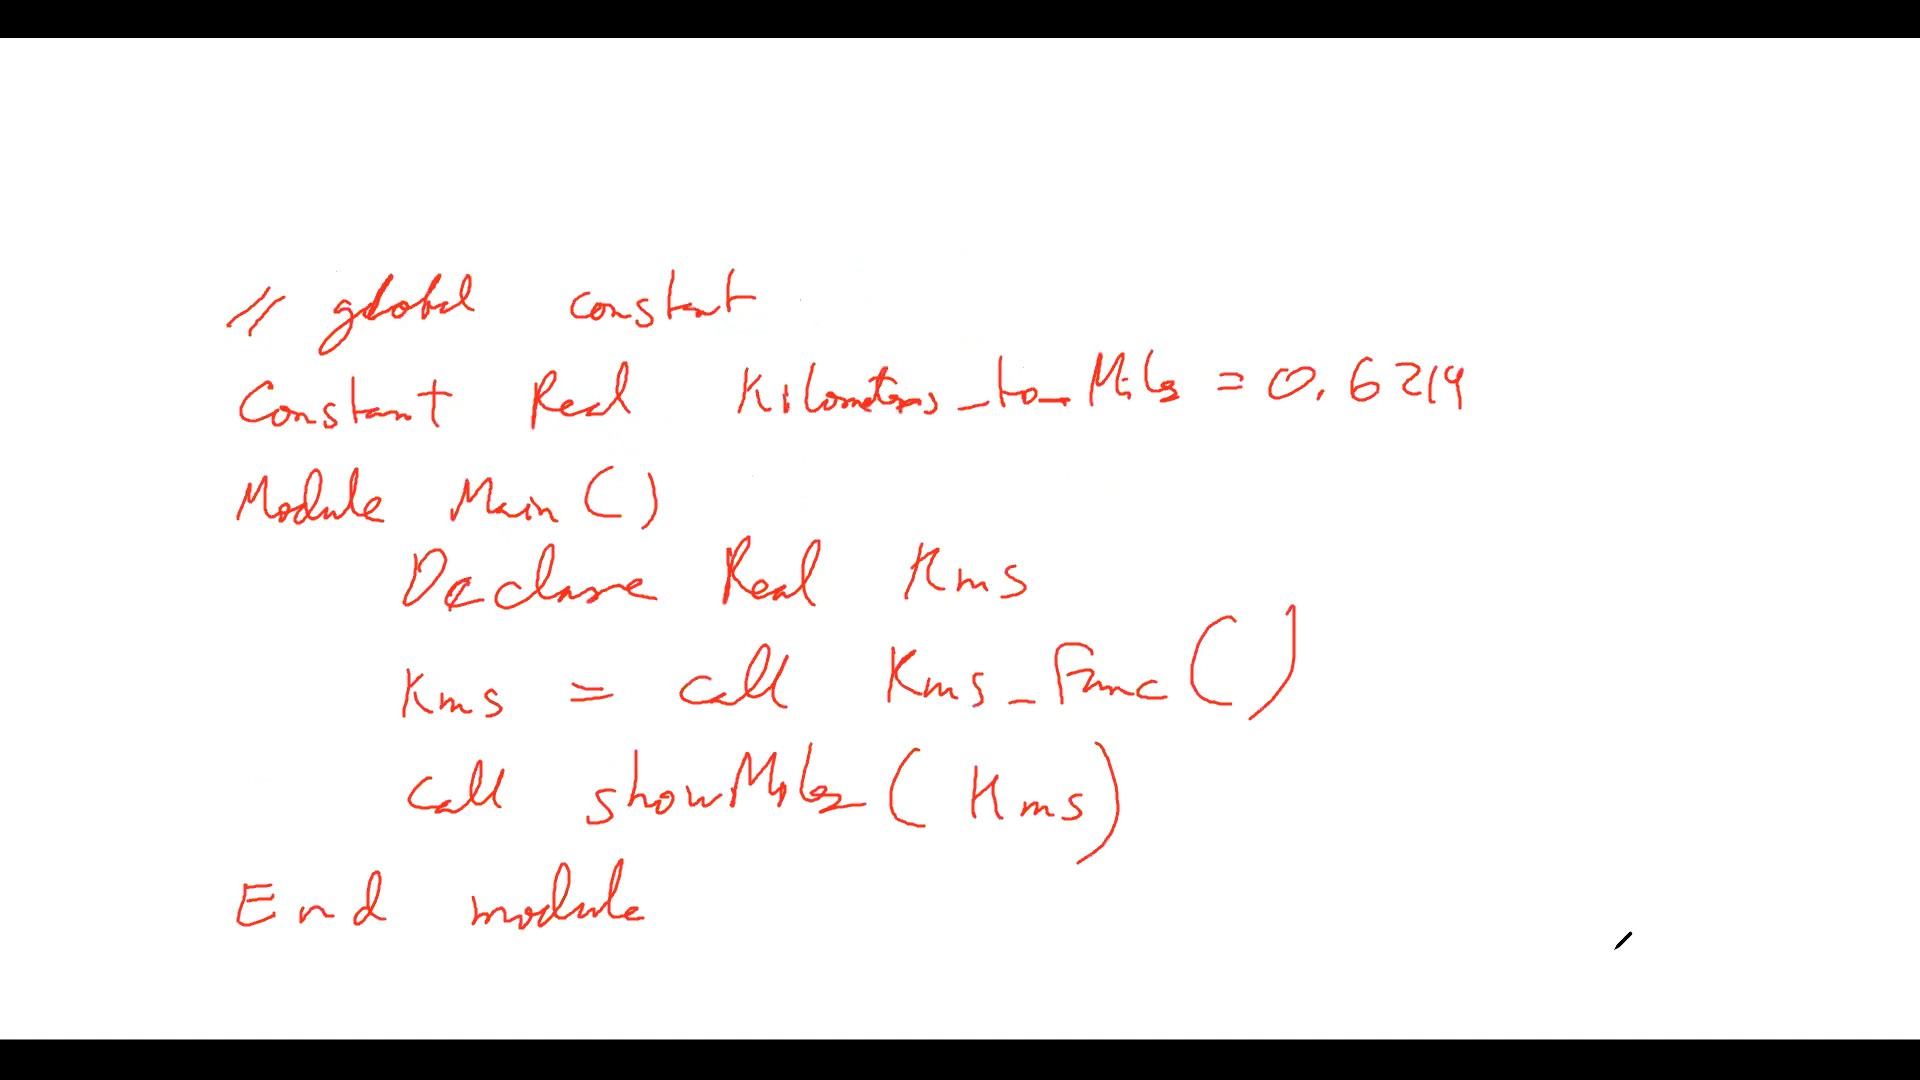 // global constant
Constant Real Kilometers_to_Miles = 0.6214
Module Main ()
Declare Real Kms
Kms = call Kms_Func ()
call showMiles (Kms)
End module